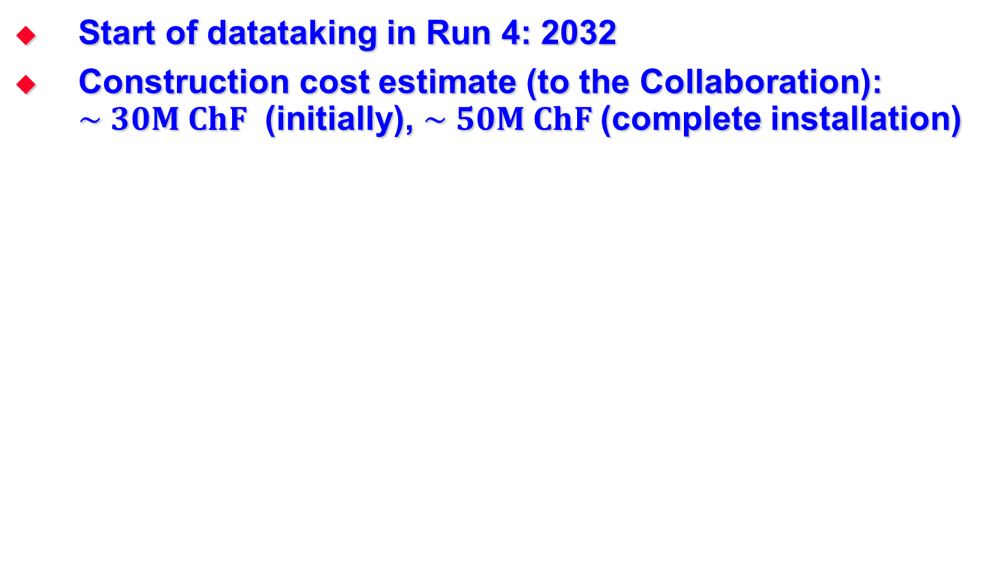 Start of datataking in Run 4: 2032
Construction cost estimate (to the Collaboration):
~ 30M ChF (initially), ~ 50M ChF (complete installation)